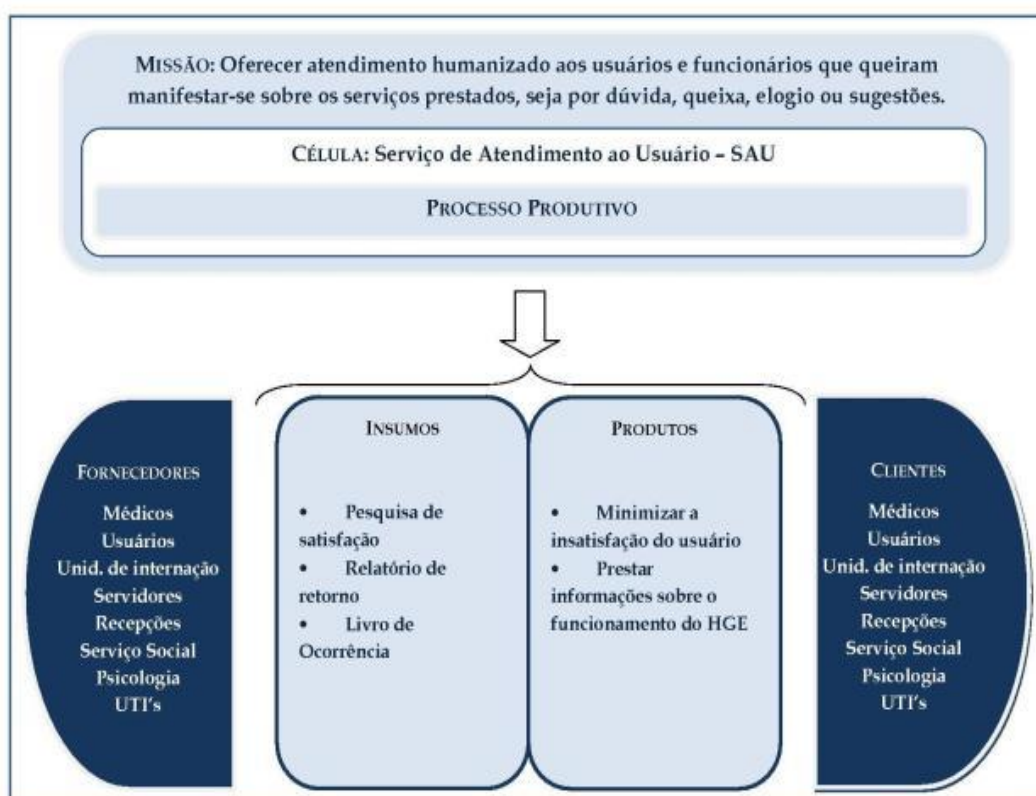 MISSÃO: Oferecer atendimento humanizado aos usuários e funcionários que queiram
manifestar-se sobre os serviços prestados, seja por dúvida, queixa, elogio ou sugestões.
CÉLULA: Serviço de Atendimento ao Usuário – SAU
PROCESSO PRODUTIVO
FORNECEDORES
Médicos
Usuários
Unid. de internação
Servidores
Recepções
Serviço Social
Psicologia
UTI's
INSUMOS
• Pesquisa de
satisfação
• Relatório de
retorno
• Livro de
Ocorrência
PRODUTOS
• Minimizar a
insatisfação do usuário
• Prestar
informações sobre o
funcionamento do HGE
CLIENTES
Médicos
Usuários
Unid. de internação
Servidores
Recepções
Serviço Social
Psicologia
UTI's